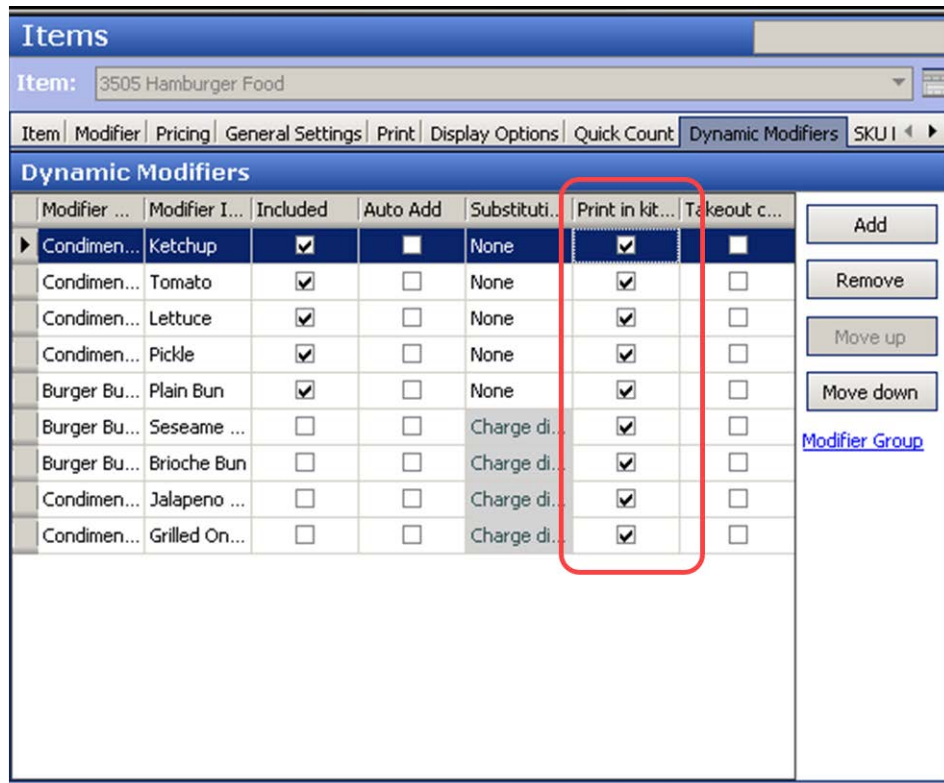 Items
Item: 3505 Hamburger Food
Item Modifier Pricing General Settings Print Display Options Quick Count Dynamic Modifiers SKU I
Dynamic Modifiers
Modifier ... Modifier I... Included Auto Add Substituti... Print in kit... Takeout c...
Add
Condimen... Ketchup None
Condimen... Tomato None
Remove
Condimen... Lettuce None
Condimen... Pickle None
Move up
Burger Bu... Plain Bun None
Move down
Burger Bu... Seseame ... Charge di...
Modifier Group
Burger Bu... Brioche Bun Charge di...
Condimen... Jalapeno ... Charge di...
Condimen... Grilled On... Charge di...